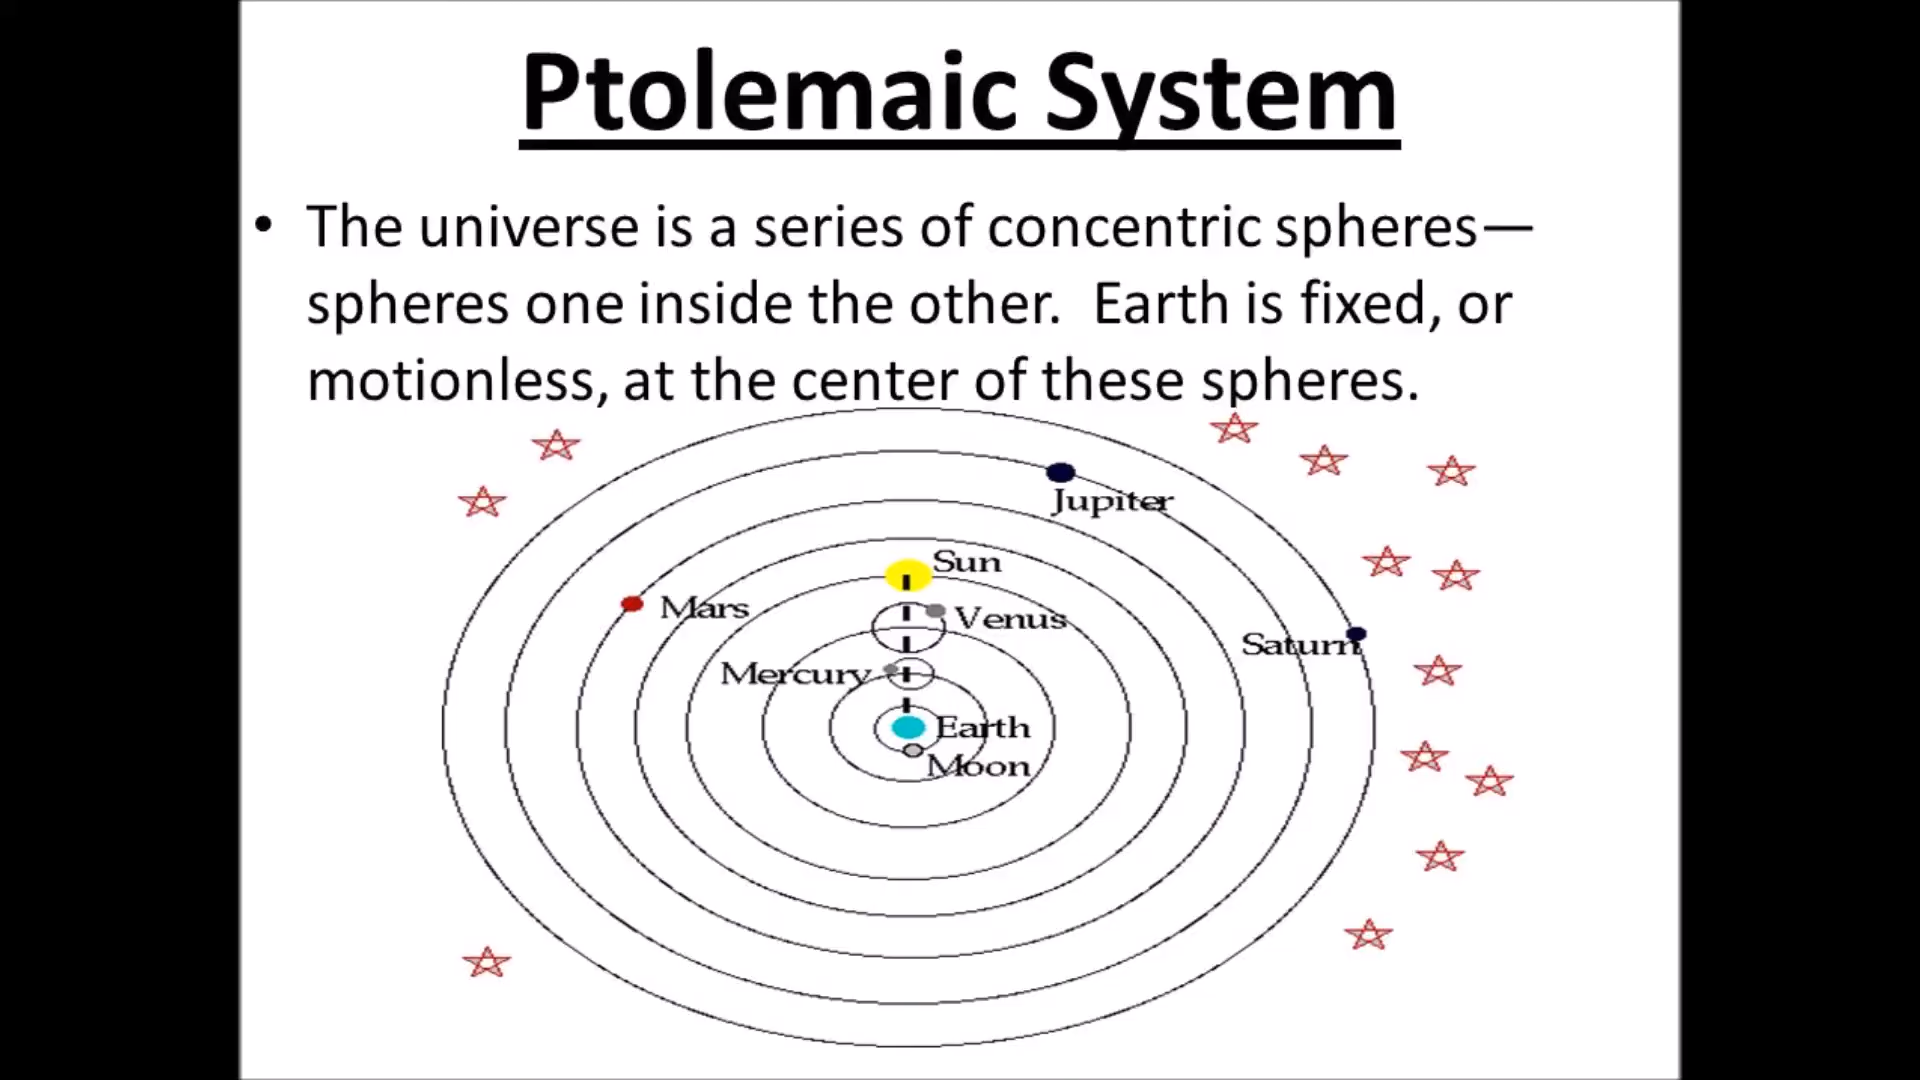 Ptolemaic System
• The universe is a series of concentric spheres—
spheres one inside the other.  Earth is fixed, or
motionless, at the center of these spheres.
Jupiter
Sun
Mars
Venus
Saturn
Mercury
Earth
Moon